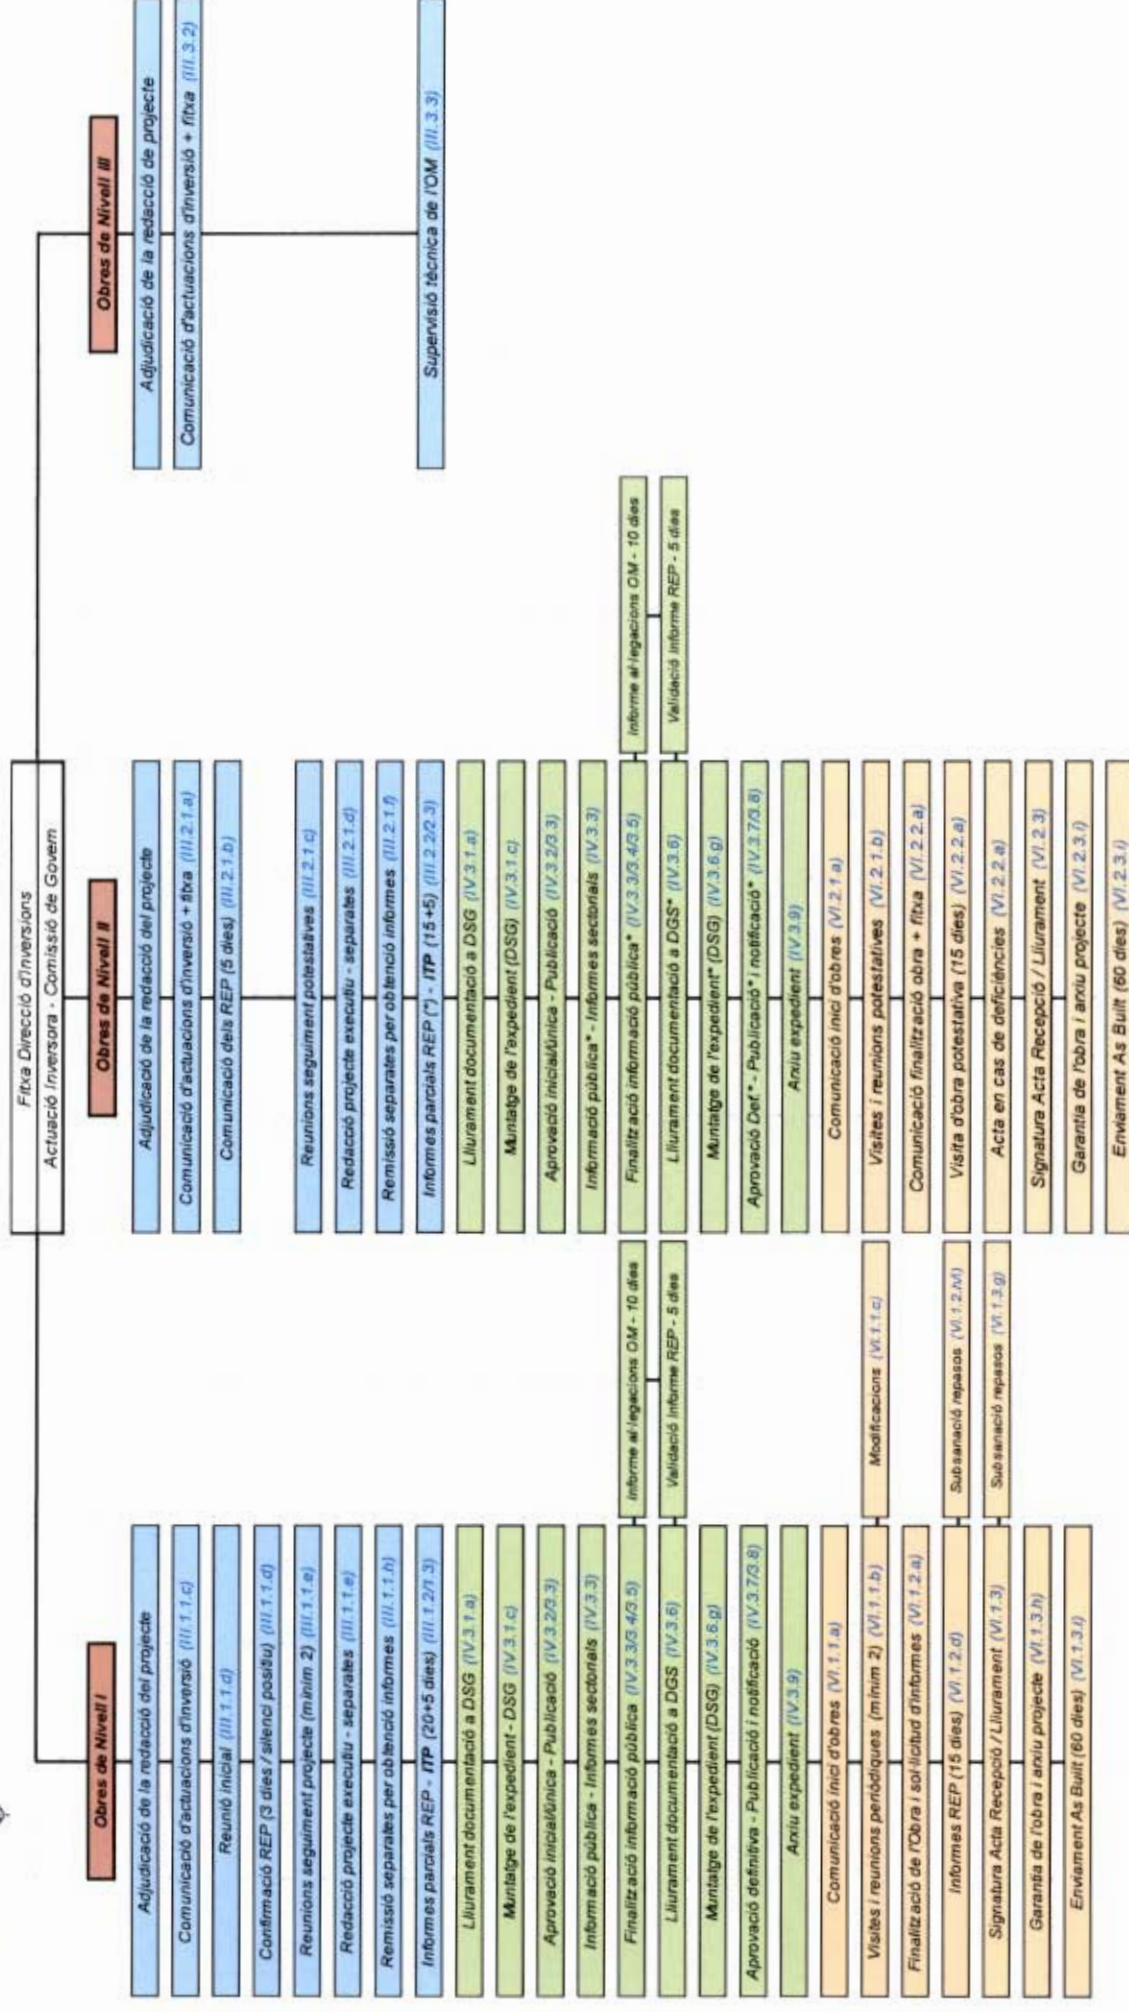 Fitxa Direcció d'Inversions
Actuació Inversora - Comissió de Govern
Obres de Nivell I
Adjudicació de la redacció del projecte
Comunicació d'actuacions d'inversió (III.1.1.c)
Reunió inicial (III.1.1.d)
Confirmació REP (3 dies / silenci positiu) (III.1.1.d)
Reunions seguiment projecte (mínim 2) (III.1.1.e)
Redacció projecte executiu - separates (III.1.1.e)
Remissió separates per obtenció informes (III.1.1.h)
Informes parcials REP - ITP (20+5 dies) (III.1.2/1.3)
Lliurament documentació a DSG (IV.3.1.a)
Muntatge de l'expedient - DSG (IV.3.1.c)
Aprovació inicial/única - Publicació (IV.3.2/3.3)
Informació pública - Informes sectorials (IV.3.3)
Finalització informació pública (IV.3.3/3.4/3.5)
Informe al·legacions OM - 10 dies
Lliurament documentació a DGS (IV.3.6)
Validació Informe REP - 5 dies
Muntatge de l'expedient (DSG) (IV.3.6.g)
Aprovació definitiva - Publicació i notificació (IV.3.7/3.8)
Arxiu expedient (IV.3.9)
Comunicació inici d'obres (VI.1.1.a)
Visites i reunions periòdiques (mínim 2) (VI.1.1.b)
Modificacions (VI.1.1.c)
Finalització de l'Obra i sol·licitud d'informes (VI.1.2.a)
Informes REP (15 dies) (VI.1.2.d)
Subsanació repasos (VI.1.2.f/i)
Signatura Acta Recepció / Lliurament (VI.1.3)
Subsanació repasos (VI.1.3.g)
Garantia de l'obra i arxiu projecte (VI.1.3.h)
Enviament As Built (60 dies) (VI.1.3.i)
Obres de Nivell II
Adjudicació de la redacció del projecte
Comunicació d'actuacions d'inversió + fitxa (III.2.1.a)
Comunicació dels REP (5 dies) (III.2.1.b)
Reunions seguiment potestatives (III.2.1.c)
Redacció projecte executiu - separates (III.2.1.d)
Remissió separates per obtenció informes (III.2.1.f)
Informes parcials REP (*) - ITP (15+5) (III.2.2/2.3)
Lliurament documentació a DSG (IV.3.1.a)
Muntatge de l'expedient (DSG) (IV.3.1.c)
Aprovació inicial/única - Publicació (IV.3.2/3.3)
Informació pública* - Informes sectorials (IV.3.3)
Finalització informació pública* (IV.3.3/3.4/3.5)
Informe al·legacions OM - 10 dies
Lliurament documentació a DGS* (IV.3.6)
Validació Informe REP - 5 dies
Muntatge de l'expedient* (DSG) (IV.3.6.g)
Aprovació Def.* - Publicació* i notificació* (IV.3.7/3.8)
Arxiu expedient (IV.3.9)
Comunicació inici d'obres (VI.2.1.a)
Visites i reunions potestatives (VI.2.1.b)
Comunicació finalització obra + fitxa (VI.2.2.a)
Visita d'obra potestativa (15 dies) (VI.2.2.a)
Acta en cas de deficiències (VI.2.2.a)
Signatura Acta Recepció / Lliurament (VI.2.3)
Garantia de l'obra i arxiu projecte (VI.2.3.i)
Enviament As Built (60 dies) (VI.2.3.i)
Obres de Nivell III
Adjudicació de la redacció de projecte
Comunicació d'actuacions d'inversió + fitxa (III.3.2)
Supervisió tècnica de l'OM (III.3.3)